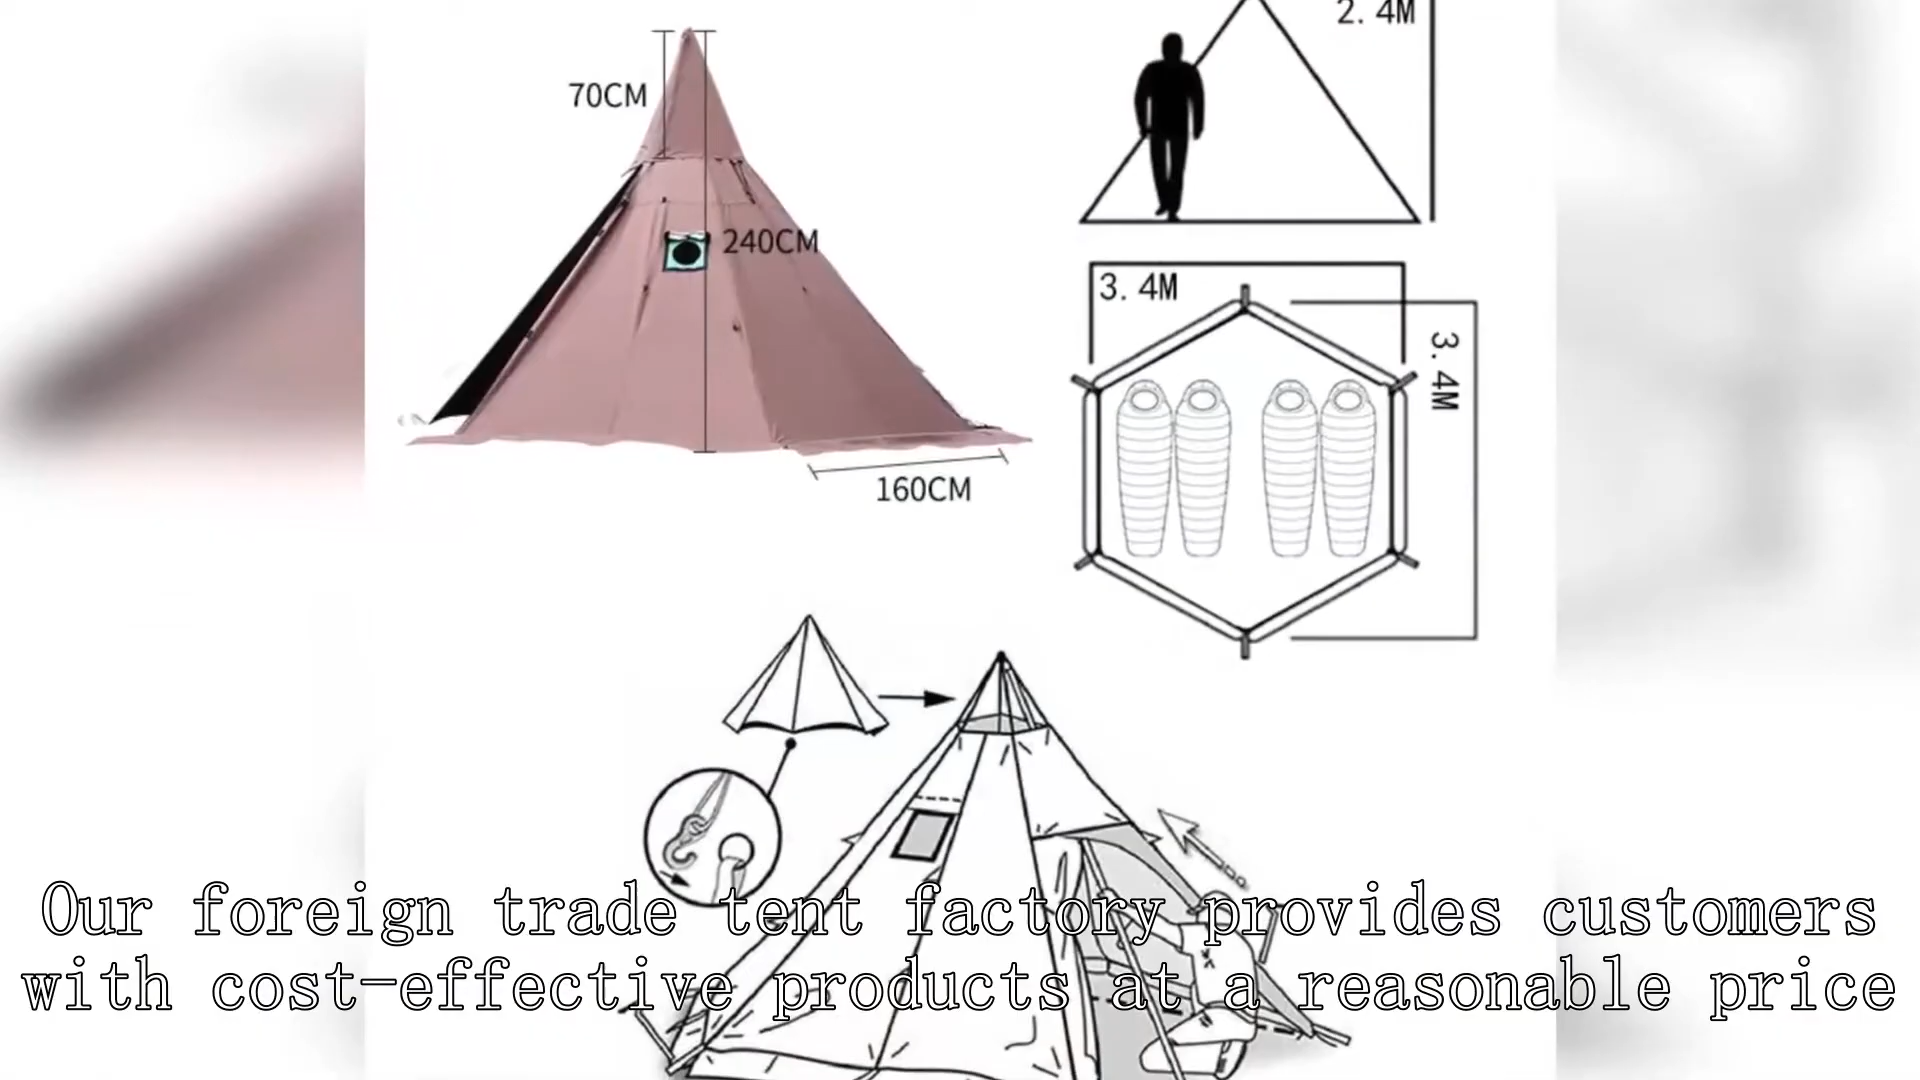 2. 4M
70CM
240CM
3. 4M
3. 4M
160CM
Our foreign trade tent factory provides customers
with cost-effective products at a reasonable price